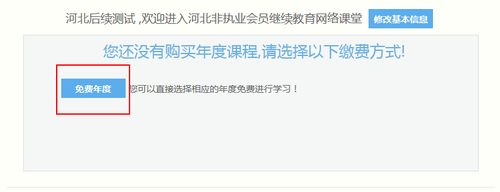 河北后续测试 ,欢迎进入河北非执业会员继续教育网络课堂 修改基本信息
您还没有购买年度课程,请选择以下缴费方式!
免费年度 您可以直接选择相应的年度免费进行学习！